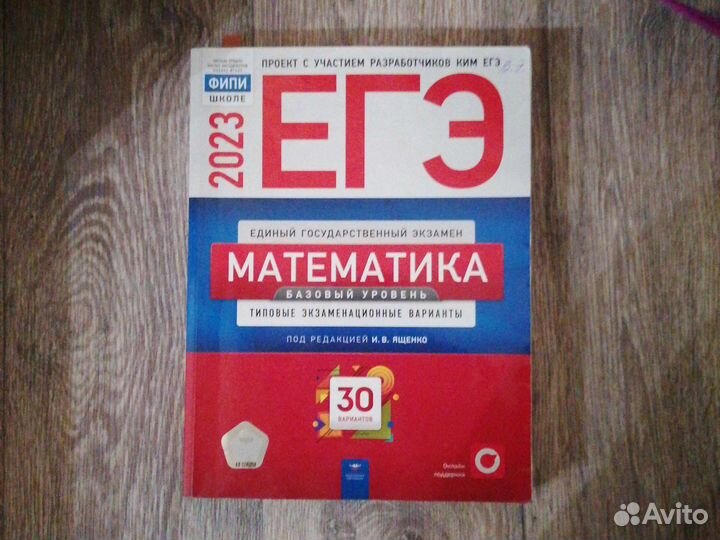 ПРОЕКТ С УЧАСТИЕМ РАЗРАБОТЧИКОВ КИМ ЕГЭ
ФИПИ
ШКОЛЕ
2023
ЕГЭ
ЕДИНЫЙ ГОСУДАРСТВЕННЫЙ ЭКЗАМЕН
МАТЕМАТИКА
БАЗОВЫЙ УРОВЕНЬ
ТИПОВЫЕ ЭКЗАМЕНАЦИОННЫЕ ВАРИАНТЫ
ПОД РЕДАКЦИЕЙ И. В. ЯЩЕНКО
30
ВАРИАНТОВ
Онлайн
поддержка
Avito